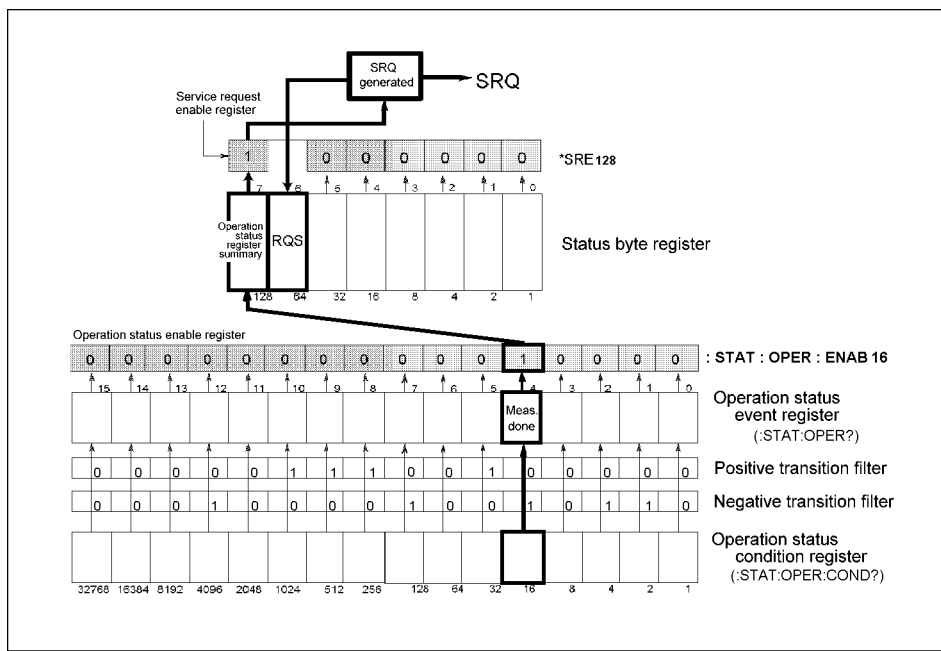 SRQ
generated
SRQ
Service request
enable register
1 0 0 0 0 0 0
*SRE 128
7 6 5 4 3 2 1 0
Operation
status
register
summary
RQS
Status byte register
128 64 32 16 8 4 2 1
Operation status enable register
0 0 0 0 0 0 0 0 0 0 0 1 0 0 0 0
: STAT : OPER : ENAB 16
15 14 13 12 11 10 9 8 7 6 5 4 3 2 1 0
Meas.
done
Operation status
event register
(:STAT:OPER?)
0 0 0 0 0 1 1 1 0 0 1 0 0 0 0 0
Positive transition filter
0 0 0 1 0 0 0 0 1 0 0 1 0 1 1 0
Negative transition filter
Operation status
condition register
(:STAT:OPER:COND?)
32768 16384 8192 4096 2048 1024 512 256 128 64 32 16 8 4 2 1